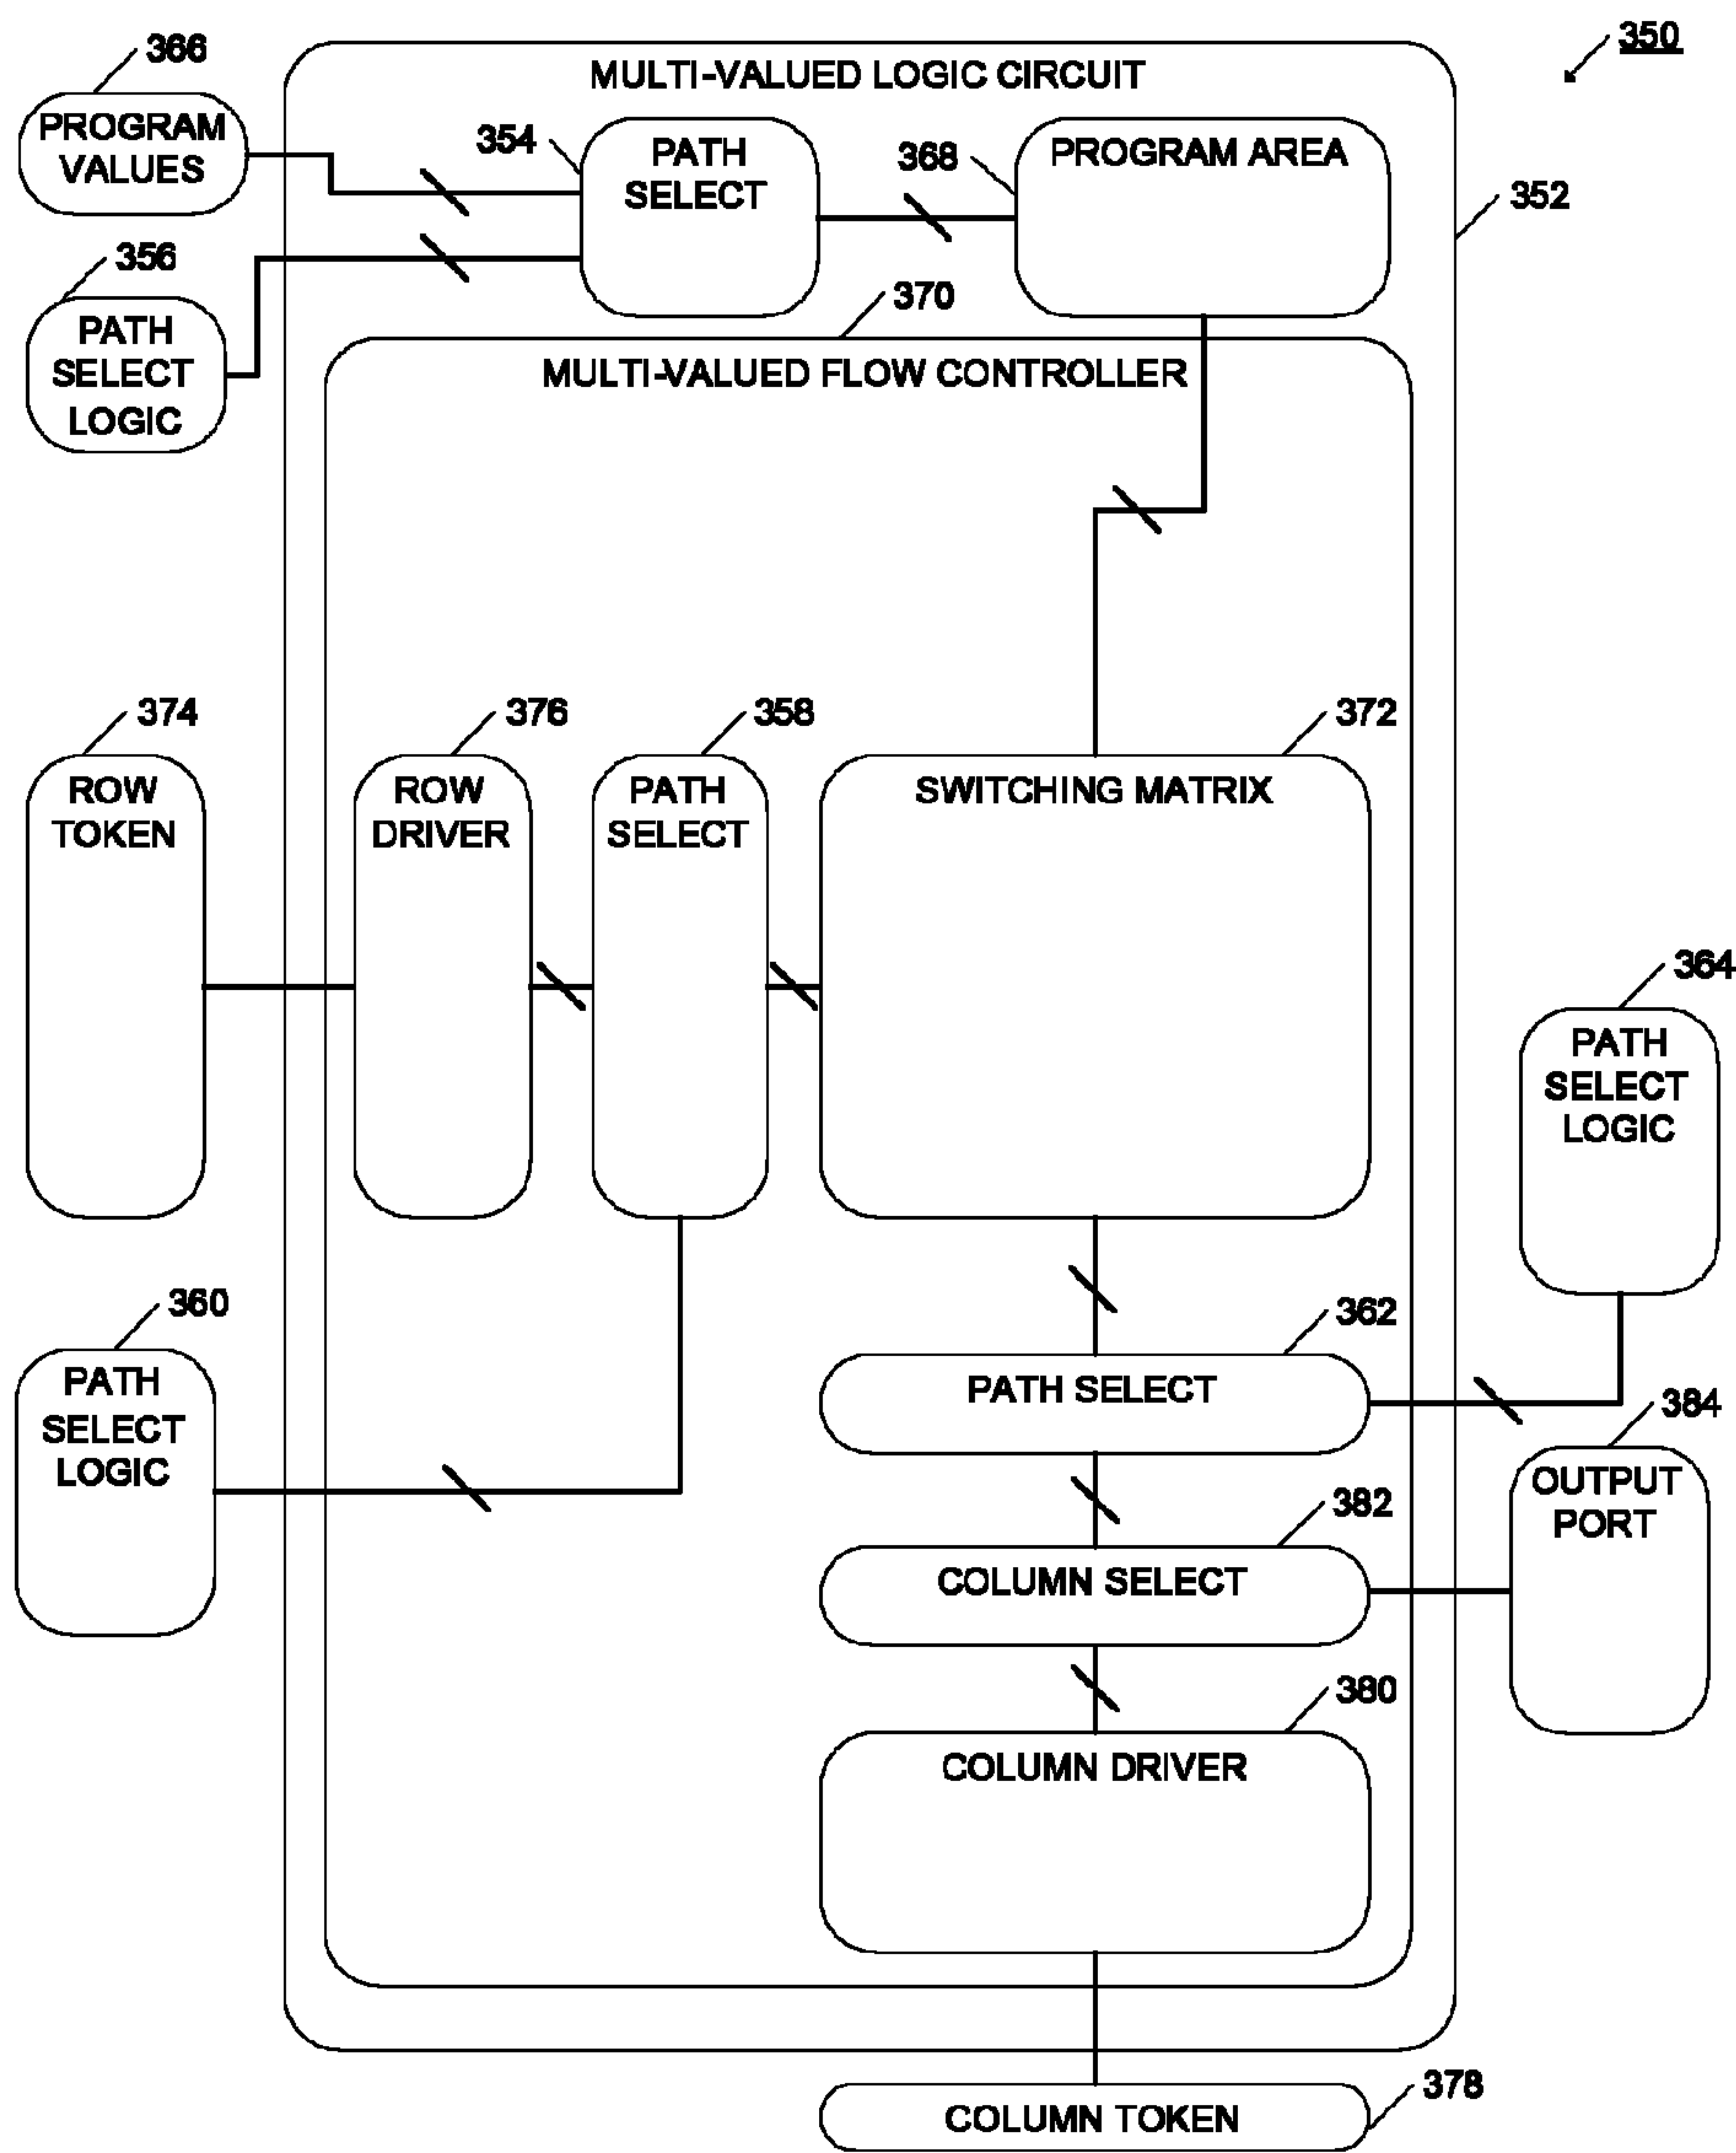 350
366
MULTI-VALUED LOGIC CIRCUIT
PROGRAM
VALUES
354
PATH
SELECT
368
PROGRAM AREA
352
356
PATH
SELECT
LOGIC
370
MULTI-VALUED FLOW CONTROLLER
374
ROW
TOKEN
376
ROW
DRIVER
358
PATH
SELECT
372
SWITCHING MATRIX
364
PATH
SELECT
LOGIC
360
PATH
SELECT
LOGIC
362
PATH SELECT
384
OUTPUT
PORT
382
COLUMN SELECT
380
COLUMN DRIVER
378
COLUMN TOKEN